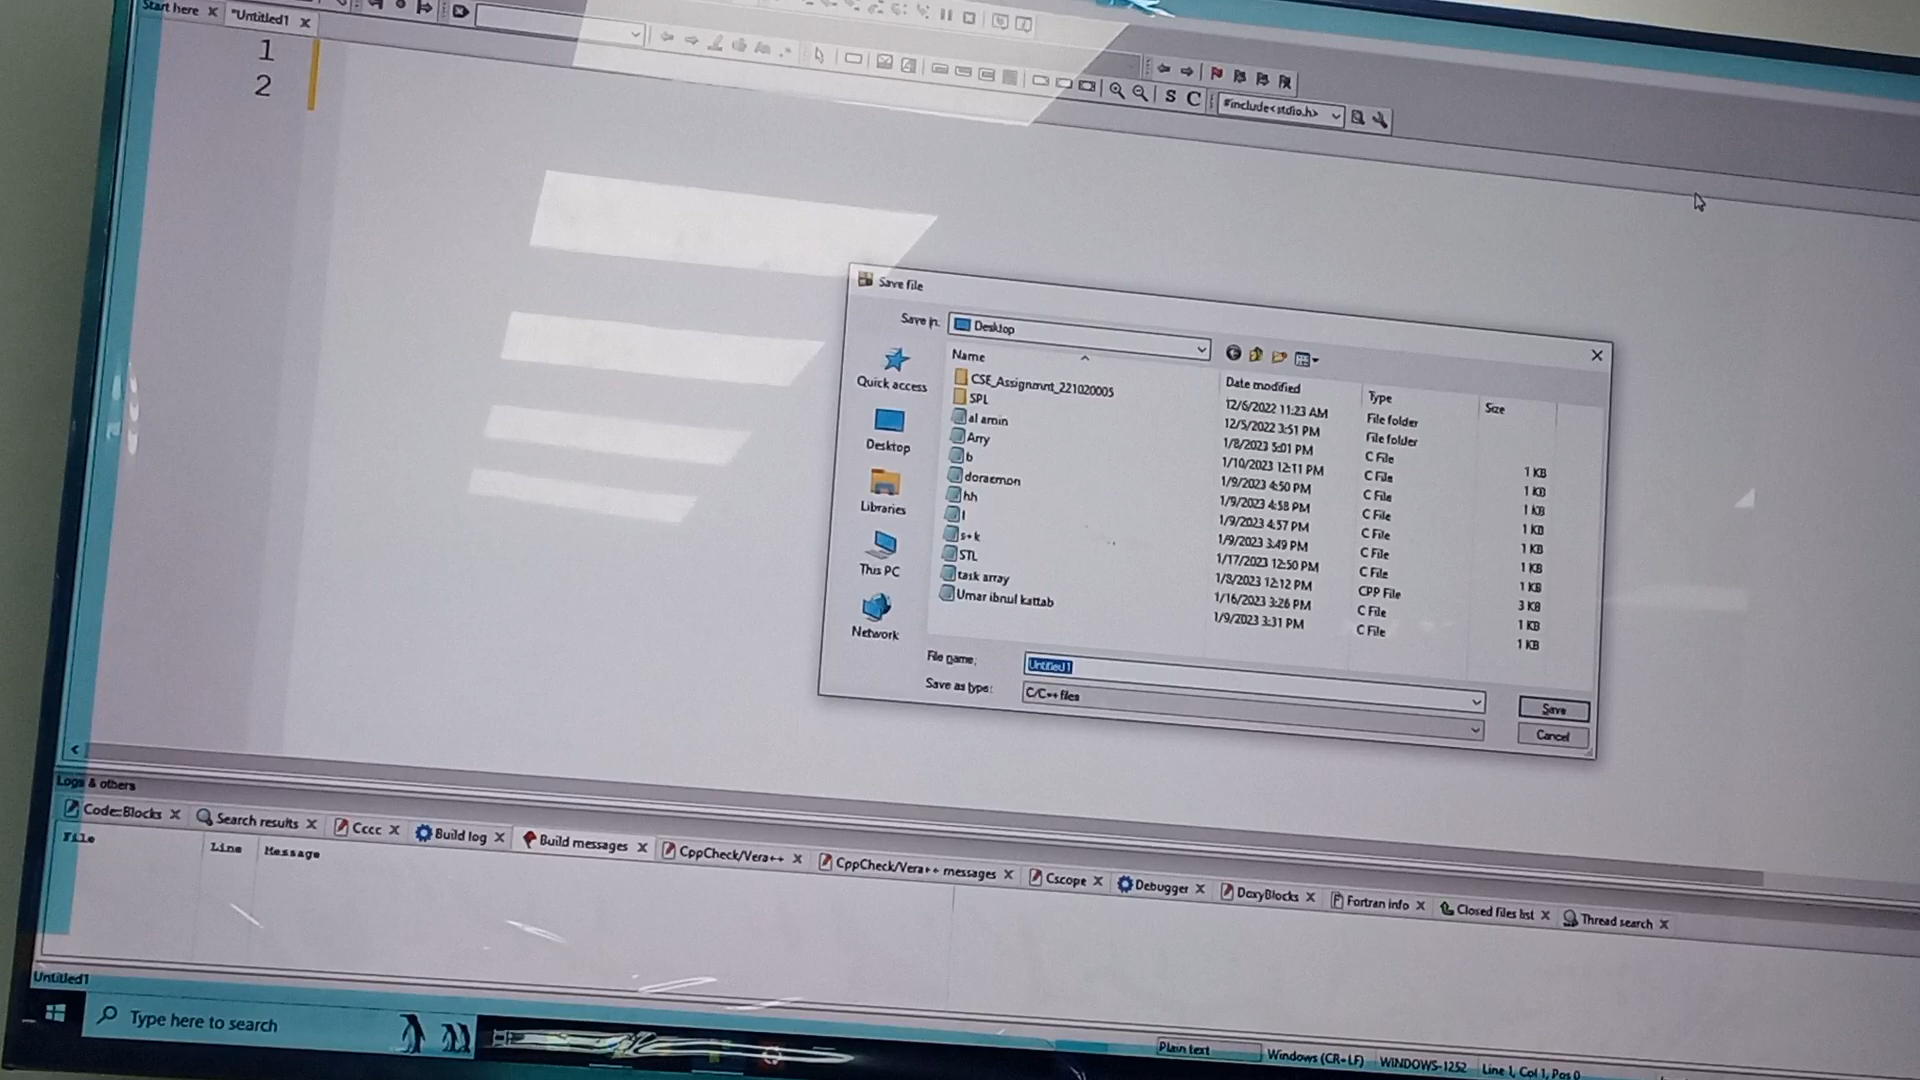 Start here
*Untitled1
1
2
#include<stdio.h>
S C
Save file
Save in: Desktop
Name Date modified Type Size
CSE_Assignmnt_221020005 12/6/2022 11:23 AM File folder
SPL 12/5/2022 3:51 PM File folder
al amin 1/8/2023 5:01 PM C File 1 KB
Arry 1/10/2023 12:11 PM C File 1 KB
b 1/9/2023 4:50 PM C File 1 KB
doraemon 1/9/2023 4:58 PM C File 1 KB
hh 1/9/2023 4:57 PM C File 1 KB
l 1/9/2023 3:49 PM C File 1 KB
s+k 1/17/2023 12:50 PM C File 1 KB
STL 1/8/2023 12:12 PM CPP File 3 KB
task array 1/16/2023 3:26 PM C File 1 KB
Umar ibnul kattab 1/9/2023 3:31 PM C File 1 KB
Quick access
Desktop
Libraries
This PC
Network
File name: Untitled1
Save as type: C/C++ files
Save
Cancel
Logs & others
Code::Blocks Search results Cccc Build log Build messages CppCheck/Vera++ CppCheck/Vera++ messages Cscope Debugger DoxyBlocks Fortran info Closed files list Thread search
File Line Message
Untitled1
Plain text Windows (CR+LF) WINDOWS-1252 Line 1, Col 1, Pos 0
Type here to search